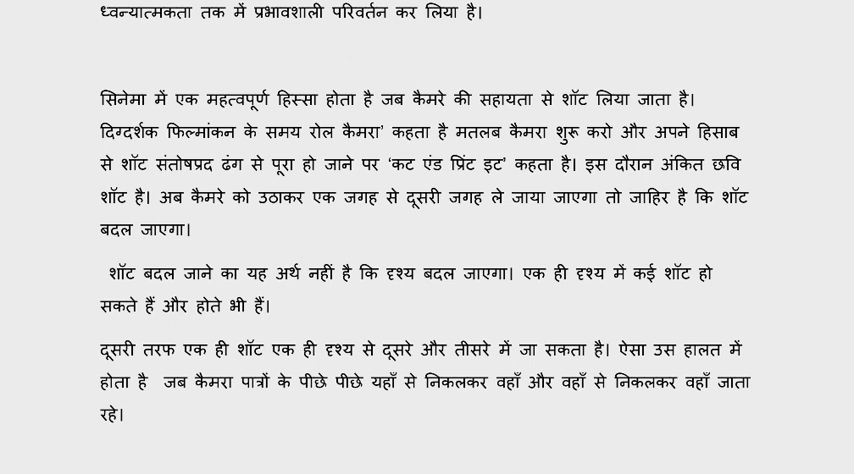 ध्वन्यात्मकता तक में प्रभावशाली परिवर्तन कर लिया है।
सिनेमा में एक महत्वपूर्ण हिस्सा होता है जब कैमरे की सहायता से शॉट लिया जाता है।
दिग्दर्शक फिल्मांकन के समय रोल कैमरा’ कहता है मतलब कैमरा शुरू करो और अपने हिसाब
से शॉट संतोषप्रद ढंग से पूरा हो जाने पर ‘कट एंड प्रिंट इट’ कहता है। इस दौरान अंकित छवि
शॉट है। अब कैमरे को उठाकर एक जगह से दूसरी जगह ले जाया जाएगा तो जाहिर है कि शॉट
बदल जाएगा।
शॉट बदल जाने का यह अर्थ नहीं है कि दृश्य बदल जाएगा। एक ही दृश्य में कई शॉट हो
सकते हैं और होते भी हैं।
दूसरी तरफ एक ही शॉट एक ही दृश्य से दूसरे और तीसरे में जा सकता है। ऐसा उस हालत में
होता है जब कैमरा पात्रों के पीछे पीछे यहाँ से निकलकर वहाँ और वहाँ से निकलकर वहाँ जाता
रहे।